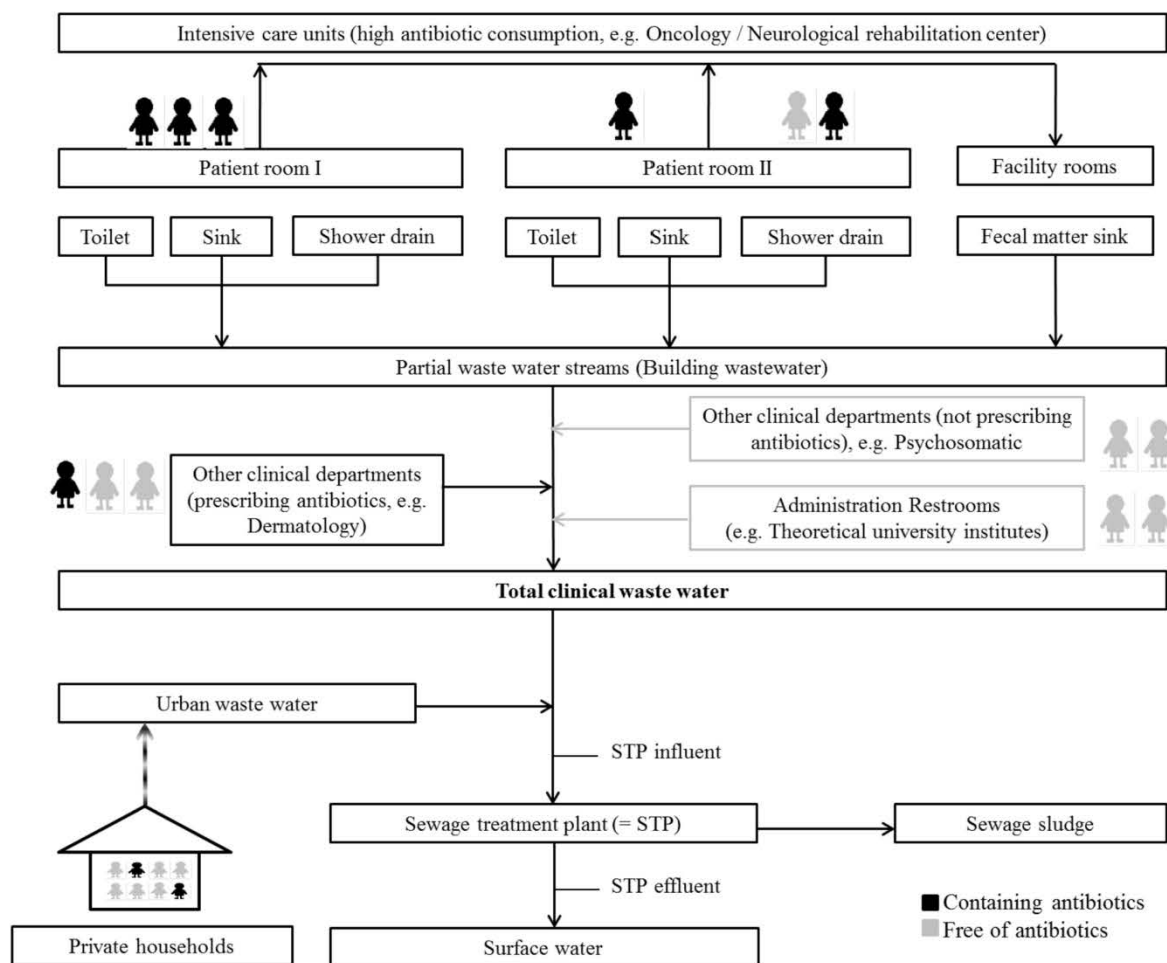 Intensive care units (high antibiotic consumption, e.g. Oncology / Neurological rehabilitation center)
Patient room I
Patient room II
Facility rooms
Toilet
Sink
Shower drain
Toilet
Sink
Shower drain
Fecal matter sink
Partial waste water streams (Building wastewater)
Other clinical departments (not prescribing
antibiotics), e.g. Psychosomatic
Other clinical departments
(prescribing antibiotics, e.g.
Dermatology)
Administration Restrooms
(e.g. Theoretical university institutes)
Total clinical waste water
Urban waste water
STP influent
Sewage treatment plant (= STP)
Sewage sludge
STP effluent
Containing antibiotics
Free of antibiotics
Private households
Surface water